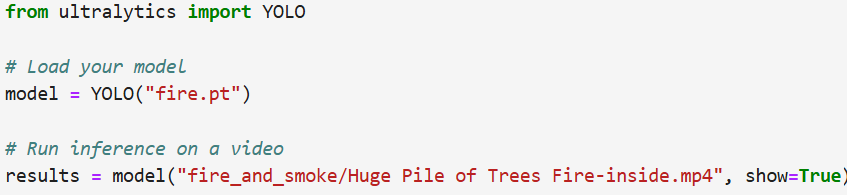 from ultralytics import YOLO
# Load your model
model = YOLO("fire.pt")
# Run inference on a video
results = model("fire_and_smoke/Huge Pile of Trees Fire-inside.mp4", show=True)